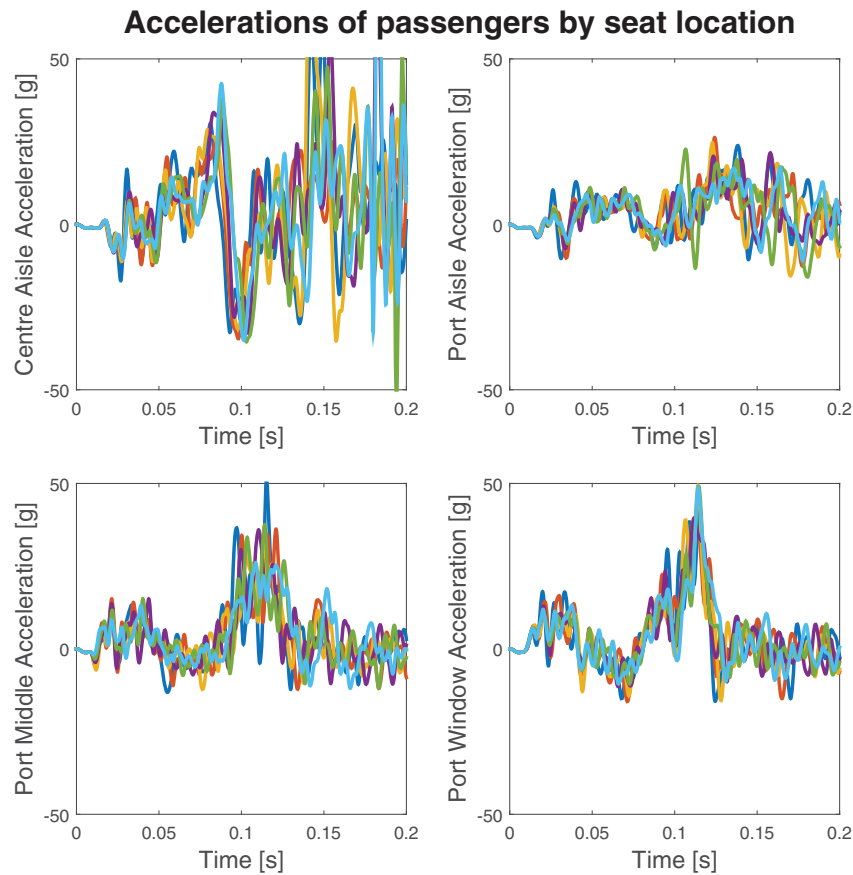 Accelerations of passengers by seat location
Centre Aisle Acceleration [g]
50
0
-50
0 0.05 0.1 0.15 0.2
Time [s]
Port Aisle Acceleration [g]
50
0
-50
0 0.05 0.1 0.15 0.2
Time [s]
Port Middle Acceleration [g]
50
0
-50
0 0.05 0.1 0.15 0.2
Time [s]
Port Window Acceleration [g]
50
0
-50
0 0.05 0.1 0.15 0.2
Time [s]